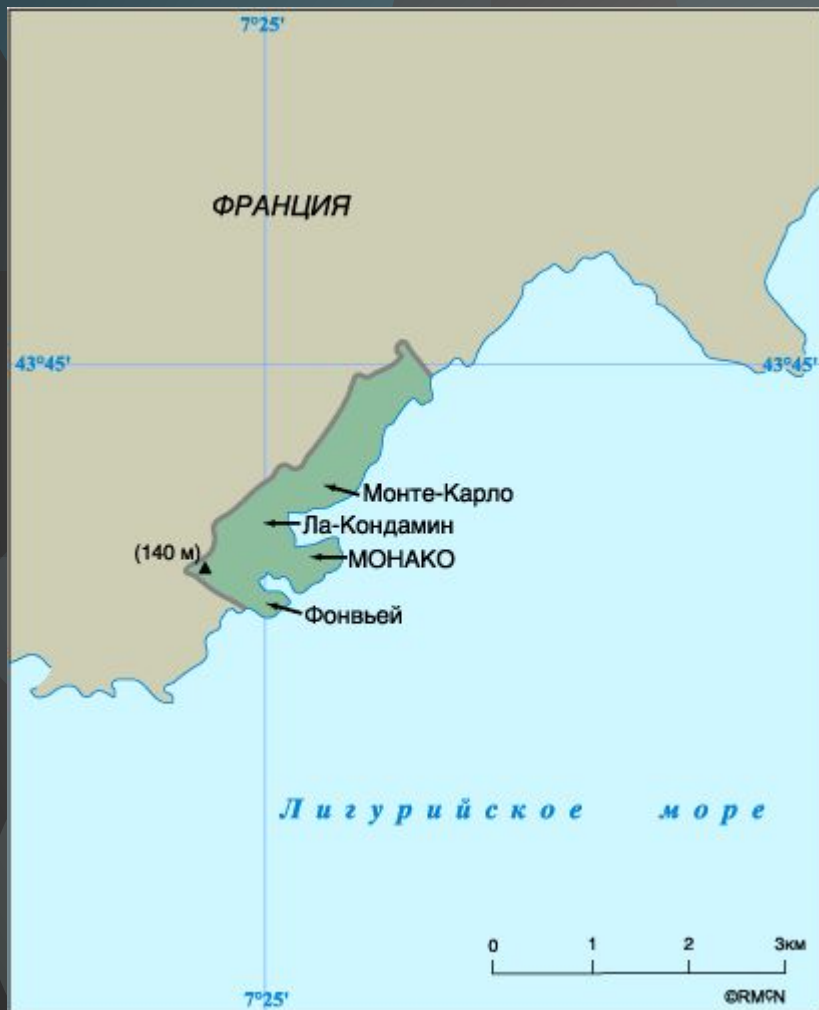 7°25'
ФРАНЦИЯ
43°45'
43°45'
Монте-Карло
Ла-Кондамин
(140 м)
МОНАКО
Фонвьей
Лигурийское море
0 1 2 3км
7°25'
©RMCN